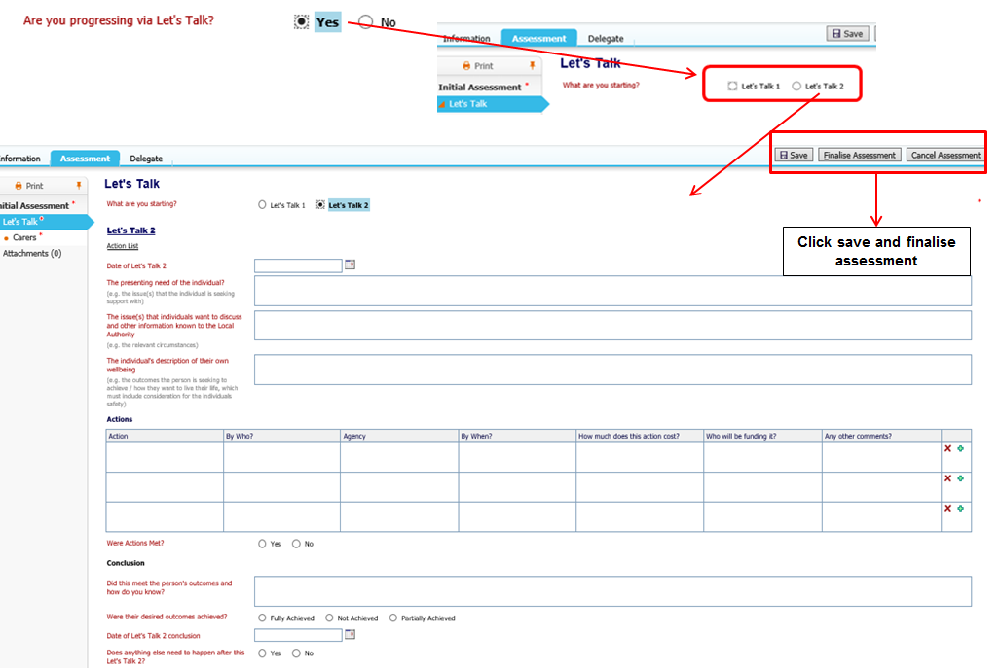 Are you progressing via Let's Talk?
Yes
No
Information
Assessment
Delegate
Save
Print
Let's Talk
Initial Assessment *
What are you starting?
Let's Talk 1
Let's Talk 2
Let's Talk
nformation
Assessment
Delegate
Save
Finalise Assessment
Cancel Assessment
Print
Let's Talk
nitial Assessment *
What are you starting?
Let's Talk 1
Let's Talk 2
*
Let's Talk *
Carers *
Attachments (0)
Click save and finalise
assessment
Let's Talk 2
Action List
Date of Let's Talk 2
The presenting need of the individual?
(e.g. the issue(s) that the individual is seeking
support with)
The issue(s) that individuals want to discuss
and other information known to the Local
Authority
(e.g. the relevant circumstances)
The individual's description of their own
wellbeing
(e.g. the outcomes the person is seeking to
achieve / how they want to live their life, which
must include consideration for the individuals
safety)
Actions
Action
By Who?
Agency
By When?
How much does this action cost?
Who will be funding it?
Any other comments?
Were Actions Met?
Yes
No
Conclusion
Did this meet the person's outcomes and
how do you know?
Were their desired outcomes achieved?
Fully Achieved
Not Achieved
Partially Achieved
Date of Let's Talk 2 conclusion
Does anything else need to happen after this
Let's Talk 2?
Yes
No